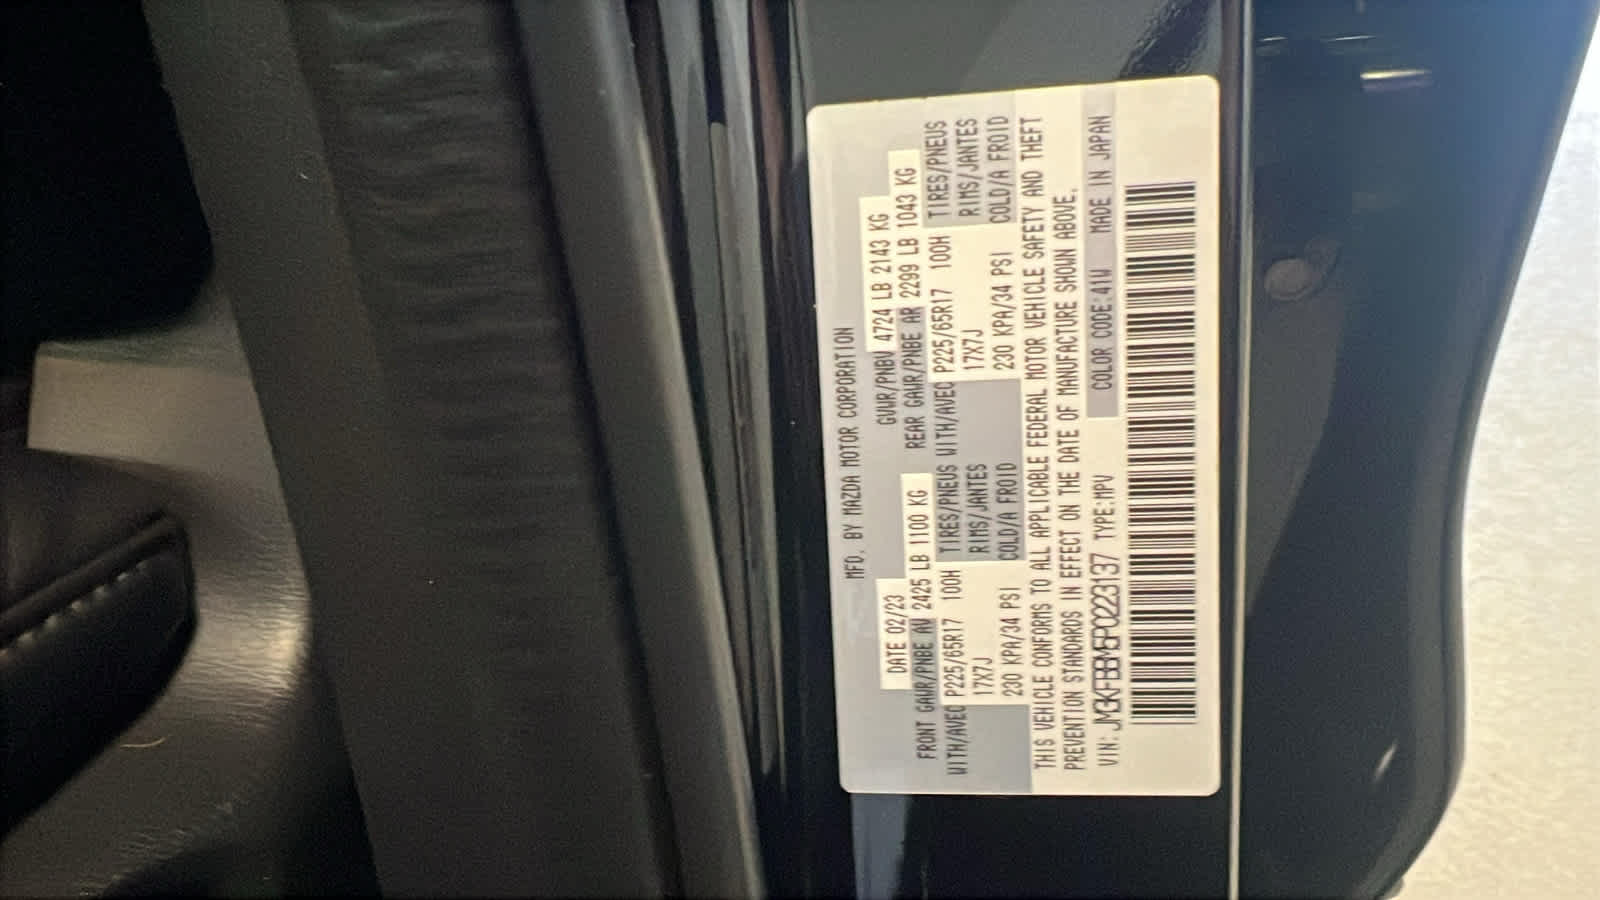 MFD. BY MAZDA MOTOR CORPORATION
DATE 02/23 GVWR/PNBV 4724 LB 2143 KG
FRONT GAWR/PNBE AV 2425 LB 1100 KG REAR GAWR/PNBE AR 2299 LB 1043 KG
WITH/AVEC P225/65R17 100H TIRES/PNEUS WITH/AVEC P225/65R17 100H TIRES/PNEUS
17X7J RIMS/JANTES 17X7J RIMS/JANTES
230 KPA/34 PSI COLD/A FROID 230 KPA/34 PSI COLD/A FROID
THIS VEHICLE CONFORMS TO ALL APPLICABLE FEDERAL MOTOR VEHICLE SAFETY AND THEFT
PREVENTION STANDARDS IN EFFECT ON THE DATE OF MANUFACTURE SHOWN ABOVE.
VIN: JM3KFBBM5P0223137 TYPE:MPV COLOR CODE:41W MADE IN JAPAN